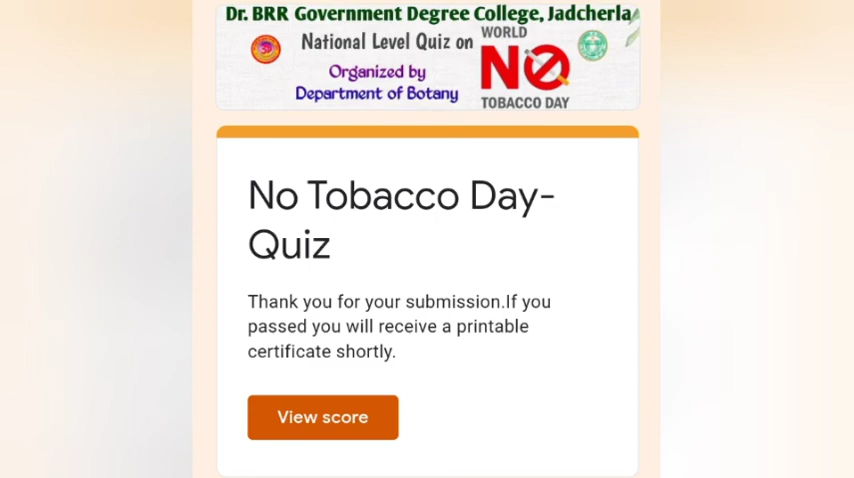 Dr. BRR Government Degree College, Jadcherla
National Level Quiz on
WORLD
NO
TOBACCO DAY
Organized by
Department of Botany
No Tobacco Day-
Quiz
Thank you for your submission.If you
passed you will receive a printable
certificate shortly.
View score